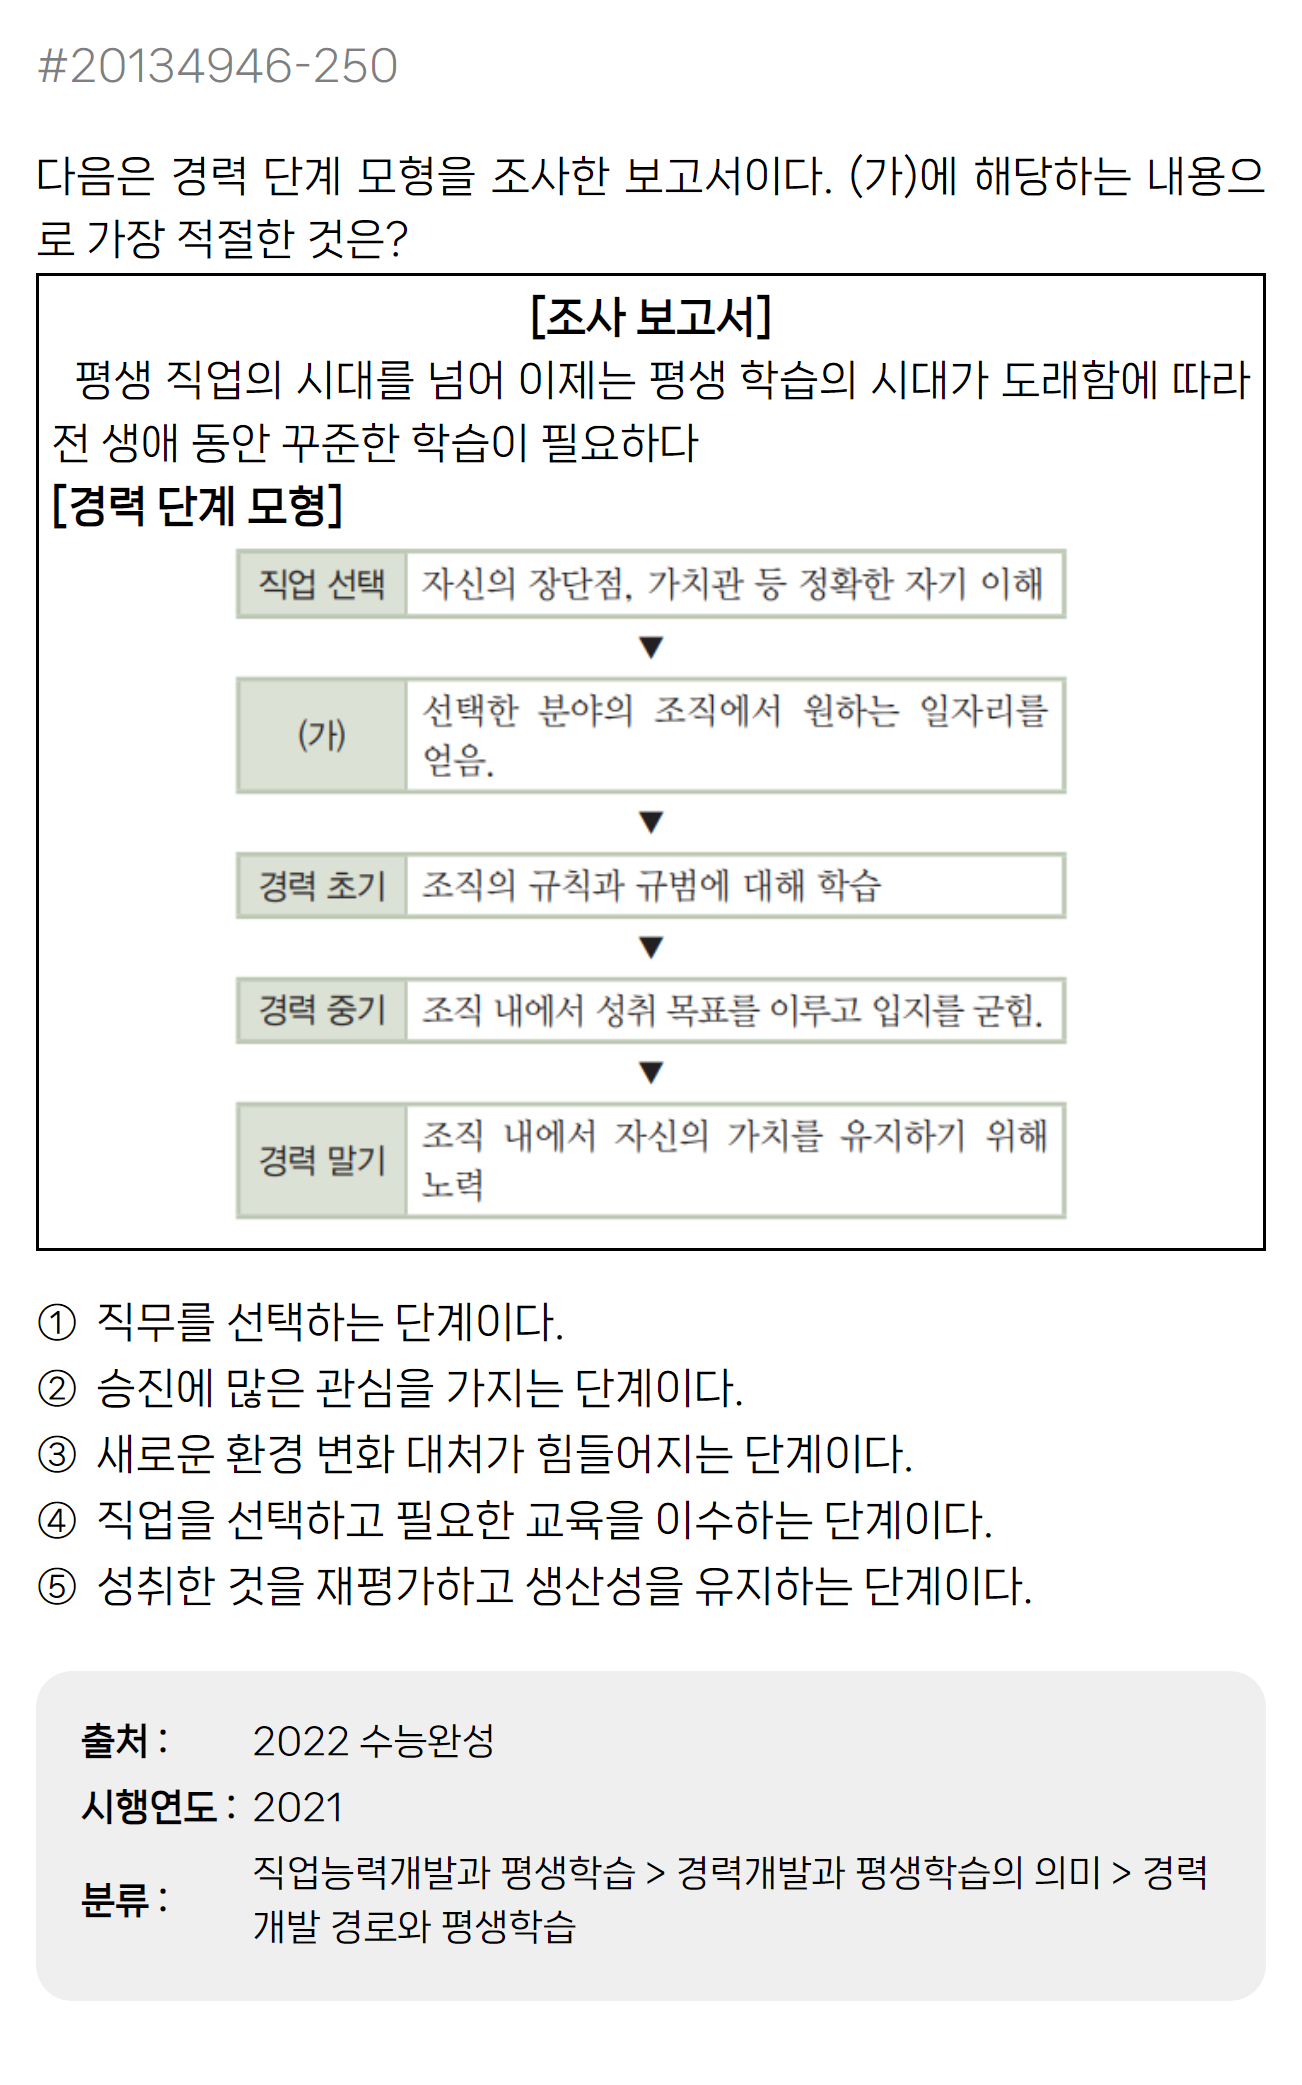 #20134946-250
다음은 경력 단계 모형을 조사한 보고서이다. (가)에 해당하는 내용으
로 가장 적절한 것은?
[조사 보고서]
평생 직업의 시대를 넘어 이제는 평생 학습의 시대가 도래함에 따라
전 생애 동안 꾸준한 학습이 필요하다
[경력 단계 모형]
직업 선택 자신의 장단점, 가치관 등 정확한 자기 이해
▼
(가) 선택한 분야의 조직에서 원하는 일자리를
얻음.
▼
경력 초기 조직의 규칙과 규범에 대해 학습
▼
경력 중기 조직 내에서 성취 목표를 이루고 입지를 굳힘.
▼
경력 말기 조직 내에서 자신의 가치를 유지하기 위해
노력
① 직무를 선택하는 단계이다.
② 승진에 많은 관심을 가지는 단계이다.
③ 새로운 환경 변화 대처가 힘들어지는 단계이다.
④ 직업을 선택하고 필요한 교육을 이수하는 단계이다.
⑤ 성취한 것을 재평가하고 생산성을 유지하는 단계이다.
출처 : 2022 수능완성
시행연도 : 2021
분류 : 직업능력개발과 평생학습 > 경력개발과 평생학습의 의미 > 경력
개발 경로와 평생학습